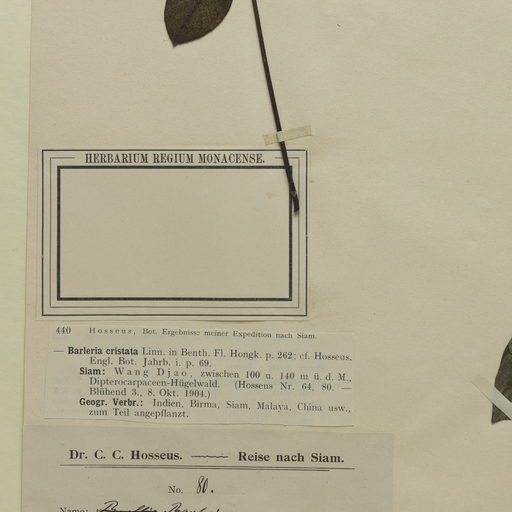 HERBARIUM REGIUM MONACENSE.
440 Hosseus, Bot. Ergebnisse meiner Expedition nach Siam.
— Barleria cristata Linn. in Benth. Fl. Hongk. p. 262; cf. Hosseus,
Engl. Bot. Jahrb. i. p. 69.
Siam: Wang Djao, zwischen 100 u. 140 m ü. d. M.,
Dipterocarpaceen-Hügelwald. (Hosseus Nr. 64, 80. —
Blühend 3., 8. Okt. 1904.)
Geogr. Verbr.: Indien, Birma, Siam, Malaya, China usw.,
zum Teil angepflanzt.
Dr. C. C. Hosseus. —— Reise nach Siam.
No. 80.
Name: